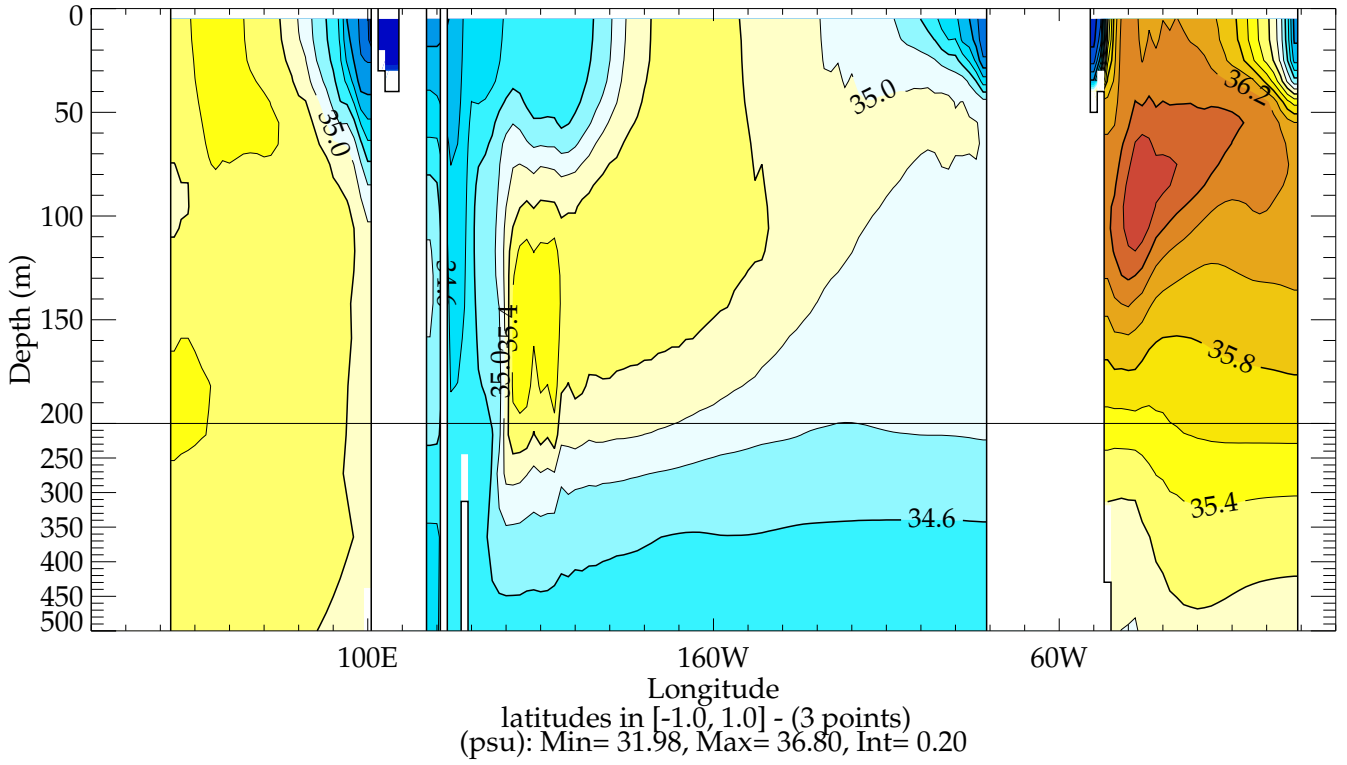 0
50
100
150
200
250
300
350
400
450
500
Depth (m)
35.0
34.6
35.0
35.4
35.0
34.6
36.2
35.8
35.4
100E
160W
60W
Longitude
latitudes in [-1.0, 1.0] - (3 points)
(psu): Min= 31.98, Max= 36.80, Int= 0.20